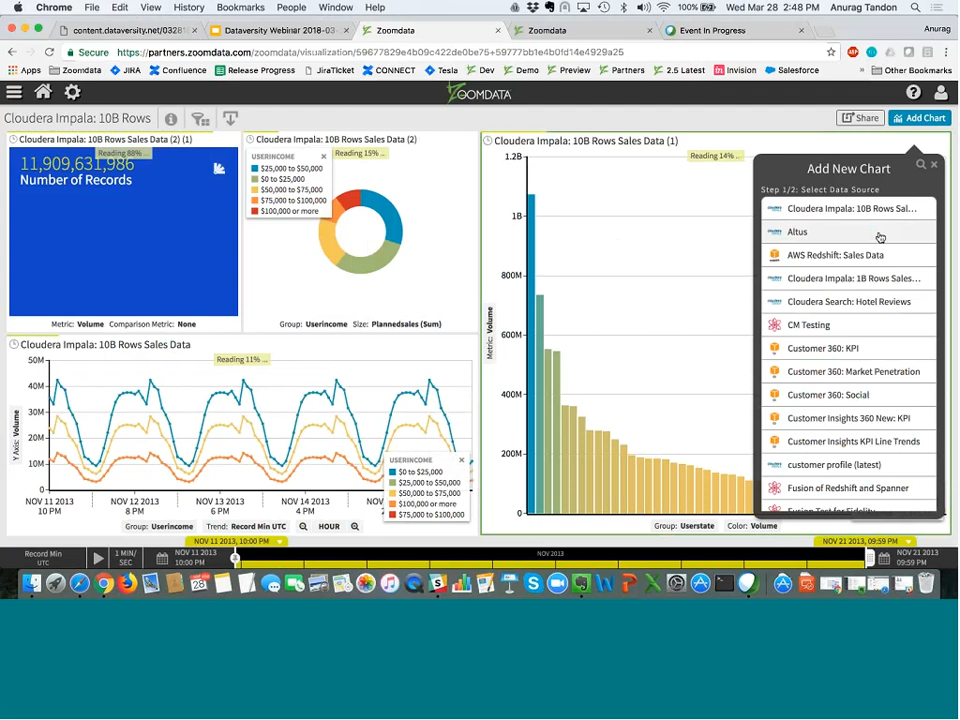 Chrome File Edit View History Bookmarks People Window Help 100% Wed Mar 28 2:48 PM Anurag Tandon
content.dataversity.net/0328 Dataversity Webinar 2018-03- Zoomdata Zoomdata Event In Progress Anurag
Secure https://partners.zoomdata.com/zoomdata/visualization/59677829e4b09c422de0be75+59777bb1e4b0fd14e4929a25
Apps Zoomdata JIRA Confluence Release Progress JiraTicket CONNECT Tesla Dev Demo Preview Partners 2.5 Latest Invision Salesforce Other Bookmarks
ZOOMDATA
Cloudera Impala: 10B Rows
Share Add Chart
Cloudera Impala: 10B Rows Sales Data (2) (1)
Reading 88% ...
11,909,631,986
Number of Records
Metric: Volume Comparison Metric: None
Cloudera Impala: 10B Rows Sales Data (2)
Reading 15% ...
USERINCOME
$25,000 to $50,000
$0 to $25,000
$50,000 to $75,000
$75,000 to $100,000
$100,000 or more
Group: Userincome Size: Plannedsales (Sum)
Cloudera Impala: 10B Rows Sales Data
Reading 11% ...
50M
40M
30M
20M
10M
0
Y Axis: Volume
NOV 11 2013
10 PM
NOV 12 2013
8 PM
NOV 13 2013
6 PM
NOV 14 2013
4 PM
USERINCOME
$0 to $25,000
$25,000 to $50,000
$50,000 to $75,000
$100,000 or more
$75,000 to $100,000
Group: Userincome Trend: Record Min UTC HOUR
Cloudera Impala: 10B Rows Sales Data (1)
Reading 14% ...
1.2B
1B
800M
600M
400M
200M
0
Metric: Volume
Group: Userstate Color: Volume
Add New Chart
Step 1/2: Select Data Source
Cloudera Impala: 10B Rows Sal...
Altus
AWS Redshift: Sales Data
Cloudera Impala: 1B Rows Sales...
Cloudera Search: Hotel Reviews
CM Testing
Customer 360: KPI
Customer 360: Market Penetration
Customer 360: Social
Customer Insights 360 New: KPI
Customer Insights KPI Line Trends
customer profile (latest)
Fusion of Redshift and Spanner
Fusion Test for Fidelity
NOV 11 2013, 10:00 PM
NOV 21 2013, 09:59 PM
Record Min
UTC
1 MIN/
SEC
NOV 11 2013
10:00 PM
NOV 2013
NOV 21 2013
09:59 PM